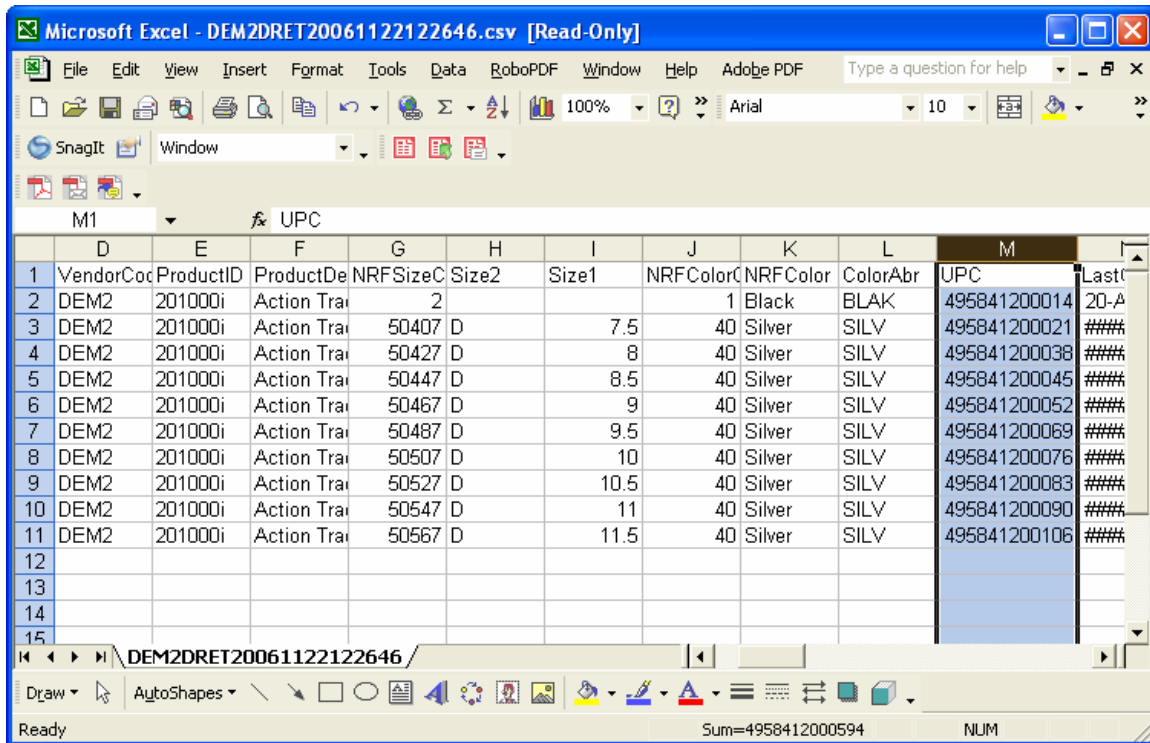 Microsoft Excel - DEM2DRET20061122122646.csv [Read-Only]
File Edit View Insert Format Tools Data RoboPDF Window Help Adobe PDF Type a question for help
100% Arial 10
SnagIt Window
M1 fx UPC
D E F G H I J K L M
1 VendorCod ProductID ProductDe NRFSizeC Size2 Size1 NRFColorC NRFColor ColorAbr UPC Last
2 DEM2 201000i Action Tra 2 1 Black BLAK 495841200014 20-A
3 DEM2 201000i Action Tra 50407 D 7.5 40 Silver SILV 495841200021 ####
4 DEM2 201000i Action Tra 50427 D 8 40 Silver SILV 495841200038 ####
5 DEM2 201000i Action Tra 50447 D 8.5 40 Silver SILV 495841200045 ####
6 DEM2 201000i Action Tra 50467 D 9 40 Silver SILV 495841200052 ####
7 DEM2 201000i Action Tra 50487 D 9.5 40 Silver SILV 495841200069 ####
8 DEM2 201000i Action Tra 50507 D 10 40 Silver SILV 495841200076 ####
9 DEM2 201000i Action Tra 50527 D 10.5 40 Silver SILV 495841200083 ####
10 DEM2 201000i Action Tra 50547 D 11 40 Silver SILV 495841200090 ####
11 DEM2 201000i Action Tra 50567 D 11.5 40 Silver SILV 495841200106 ####
12
13
14
15
DEM2DRET20061122122646
Draw AutoShapes
Ready Sum=4958412000594 NUM